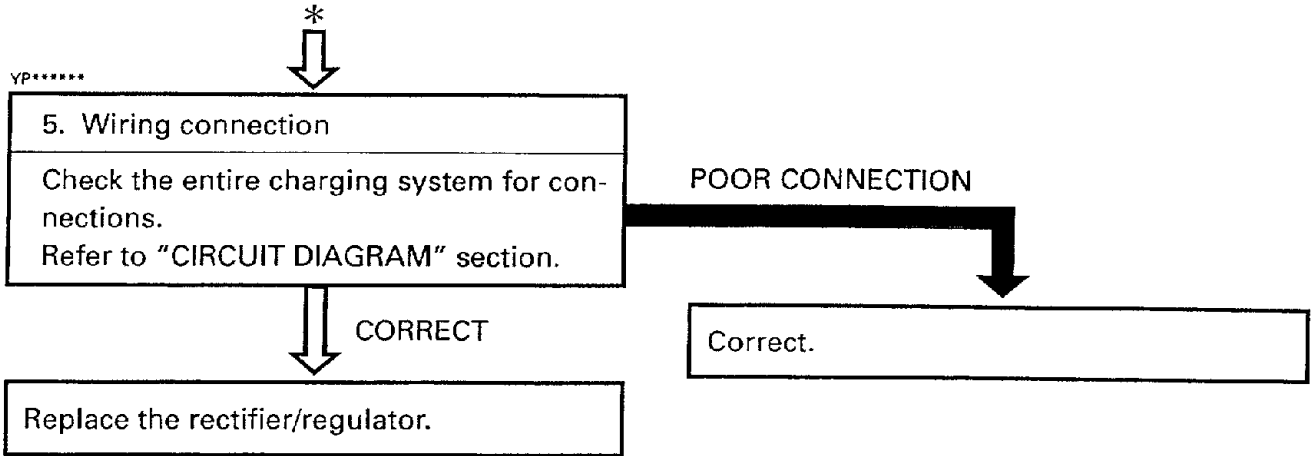 *
YP******
5. Wiring connection
Check the entire charging system for con-
nections.
Refer to "CIRCUIT DIAGRAM" section.
POOR CONNECTION
CORRECT
Correct.
Replace the rectifier/regulator.